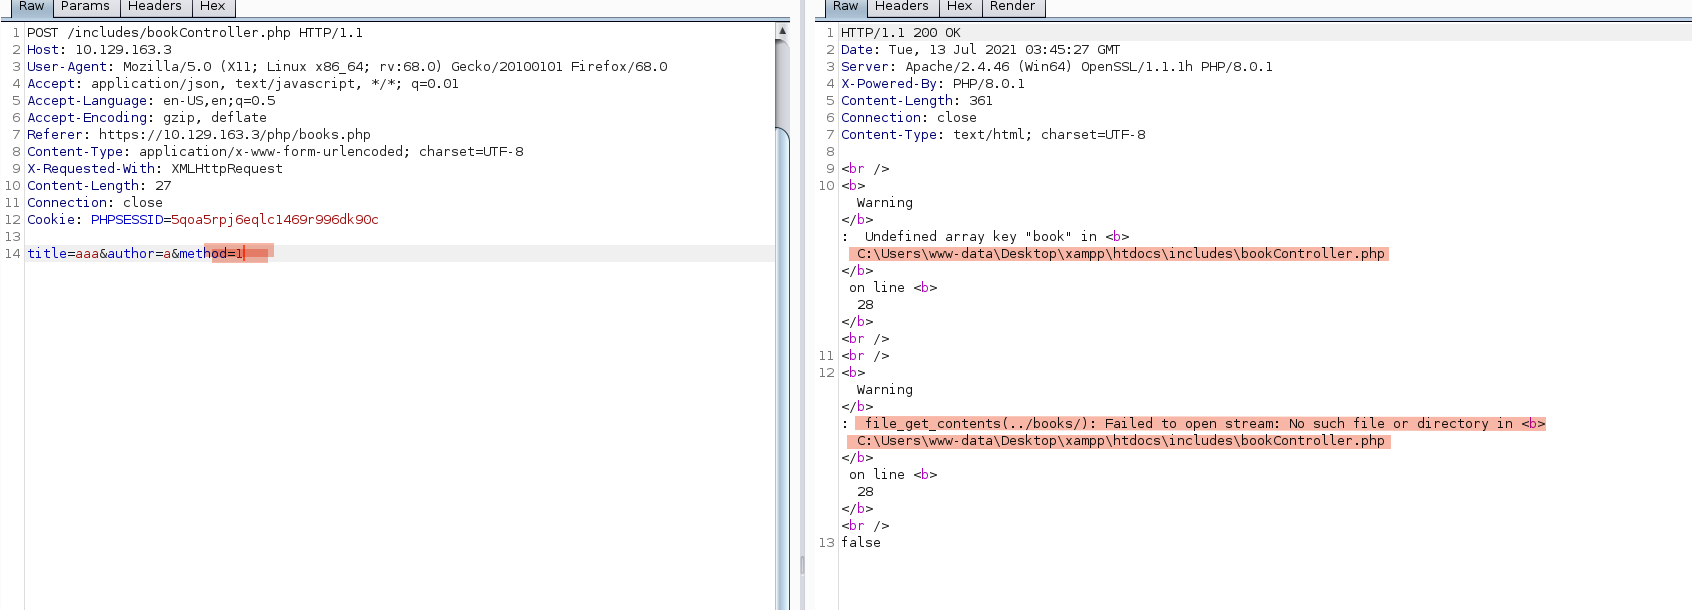 Raw Params Headers Hex
1 POST /includes/bookController.php HTTP/1.1
2 Host: 10.129.163.3
3 User-Agent: Mozilla/5.0 (X11; Linux x86_64; rv:68.0) Gecko/20100101 Firefox/68.0
4 Accept: application/json, text/javascript, */*; q=0.01
5 Accept-Language: en-US,en;q=0.5
6 Accept-Encoding: gzip, deflate
7 Referer: https://10.129.163.3/php/books.php
8 Content-Type: application/x-www-form-urlencoded; charset=UTF-8
9 X-Requested-With: XMLHttpRequest
10 Content-Length: 27
11 Connection: close
12 Cookie: PHPSESSID=5qoa5rpj6eqlc1469r996dk90c
13
14 title=aaa&author=a&method=1
Raw Headers Hex Render
1 HTTP/1.1 200 OK
2 Date: Tue, 13 Jul 2021 03:45:27 GMT
3 Server: Apache/2.4.46 (Win64) OpenSSL/1.1.1h PHP/8.0.1
4 X-Powered-By: PHP/8.0.1
5 Content-Length: 361
6 Connection: close
7 Content-Type: text/html; charset=UTF-8
8
9 <br />
10 <b>
Warning
</b>
: Undefined array key "book" in <b>
C:\Users\www-data\Desktop\xampp\htdocs\includes\bookController.php
</b>
on line <b>
28
</b>
<br />
11 <br />
12 <b>
Warning
</b>
: file_get_contents(../books/): Failed to open stream: No such file or directory in <b>
C:\Users\www-data\Desktop\xampp\htdocs\includes\bookController.php
</b>
on line <b>
28
</b>
<br />
13 false